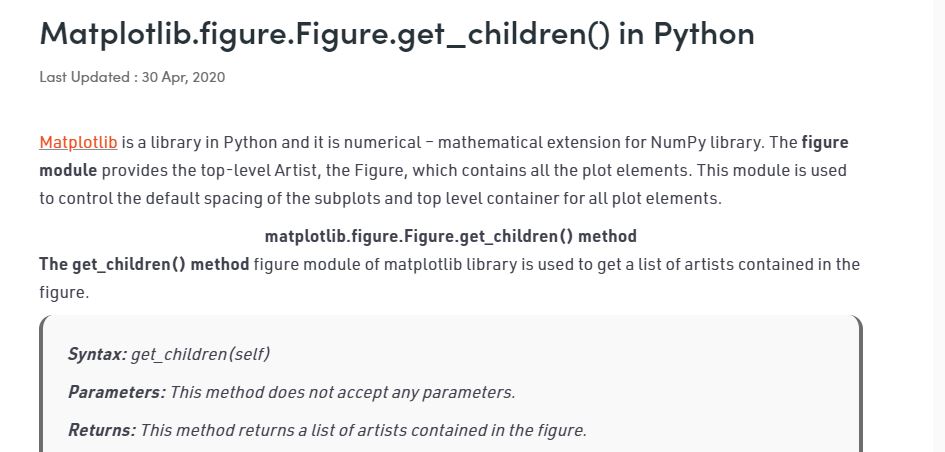 Matplotlib.figure.Figure.get_children() in Python
Last Updated : 30 Apr, 2020
Matplotlib is a library in Python and it is numerical – mathematical extension for NumPy library. The figure
module provides the top-level Artist, the Figure, which contains all the plot elements. This module is used
to control the default spacing of the subplots and top level container for all plot elements.
matplotlib.figure.Figure.get_children() method
The get_children() method figure module of matplotlib library is used to get a list of artists contained in the
figure.
Syntax: get_children(self)
Parameters: This method does not accept any parameters.
Returns: This method returns a list of artists contained in the figure.